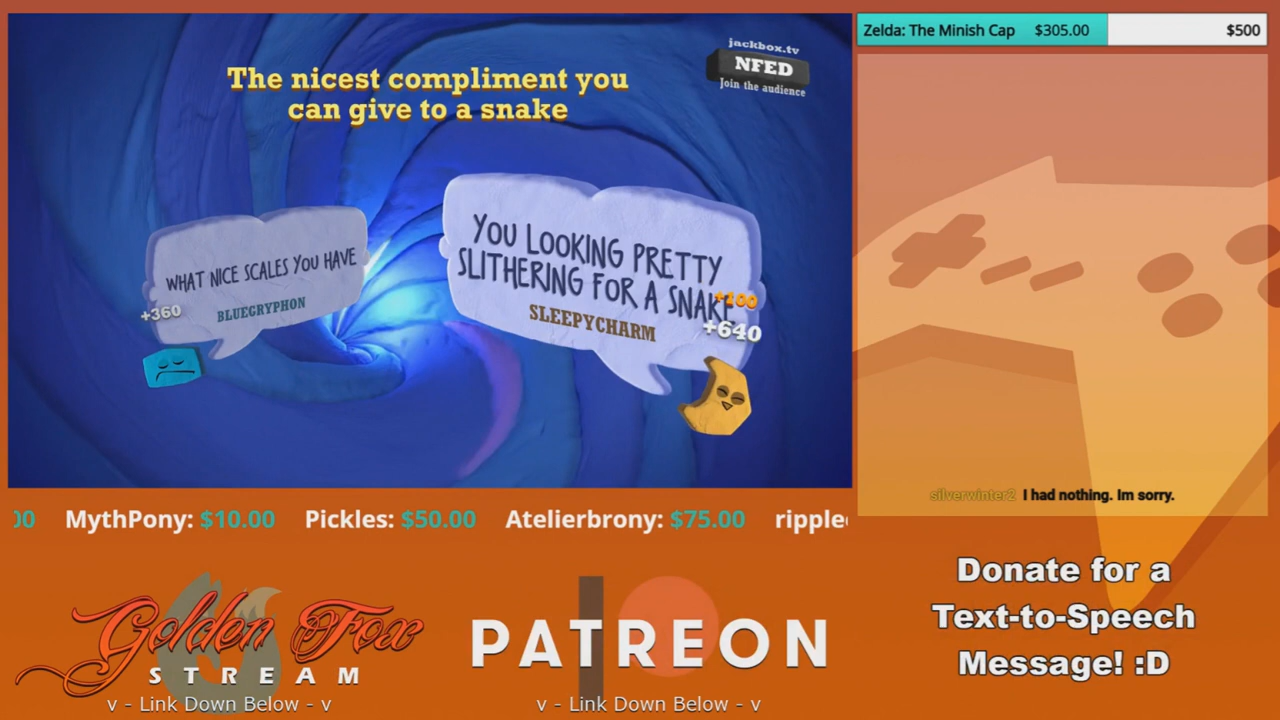 The nicest compliment you
can give to a snake
jackbox.tv
NFED
Join the audience
WHAT NICE SCALES YOU HAVE
BLUEGRYPHON
+360
YOU LOOKING PRETTY
SLITHERING FOR A SNAKE
SLEEPYCHARM
+100
+640
Zelda: The Minish Cap $305.00 $500
silverwinter2 I had nothing. Im sorry.
00 MythPony: $10.00 Pickles: $50.00 Atelierbrony: $75.00 ripple
Golden Fox
STREAM
v - Link Down Below - v
PATREON
v - Link Down Below - v
Donate for a
Text-to-Speech
Message! :D